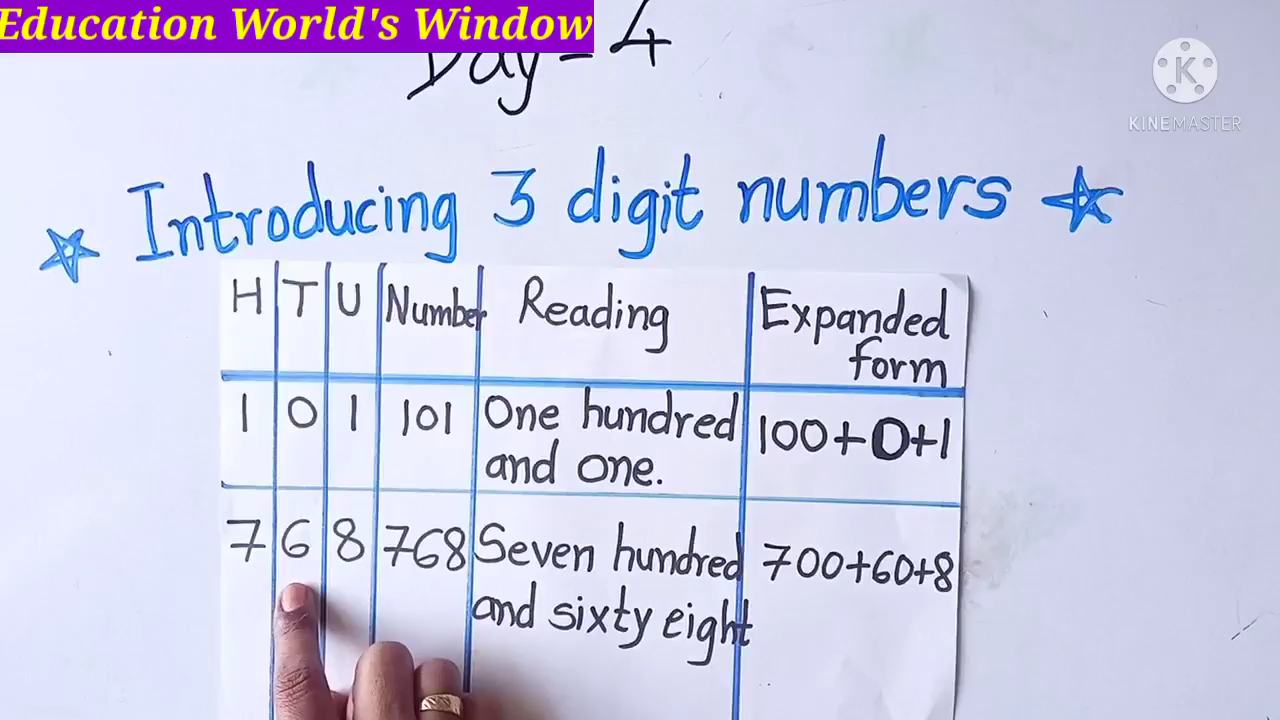 Education World's Window
Day - 4
KINEMASTER
Introducing 3 digit numbers
H T U Number Reading Expanded
form
1 0 1 101 One hundred 100+0+1
and one.
7 6 8 768 Seven hundred 700+60+8
and sixty eight